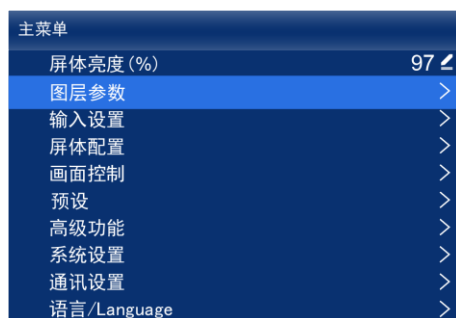 主菜单
屏体亮度(%) 97
图层参数
输入设置
屏体配置
画面控制
预设
高级功能
系统设置
通讯设置
语言/Language